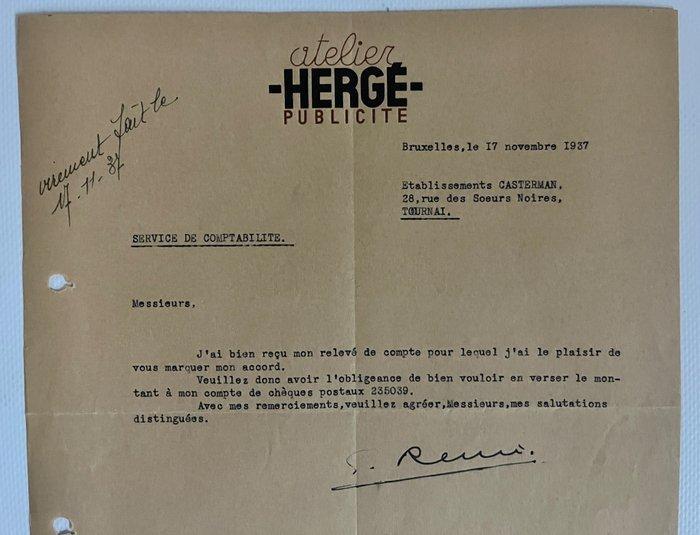 atelier
-HERGÉ-
PUBLICITE
virement fait le
17-11-37
Bruxelles,le 17 novembre 1937
Etablissements CASTERMAN,
28,rue des Soeurs Noires,
TOURNAI.
SERVICE DE COMPTABILITE.
Messieurs,
J'ai bien reçu mon relevé de compte pour lequel j'ai le plaisir de
vous marquer mon accord.
Veuillez donc avoir l'obligeance de bien vouloir en verser le mon-
tant à mon compte de chèques postaux 235039.
Avec mes remerciements,veuillez agréer,Messieurs,mes salutations
distinguées.
Remi.